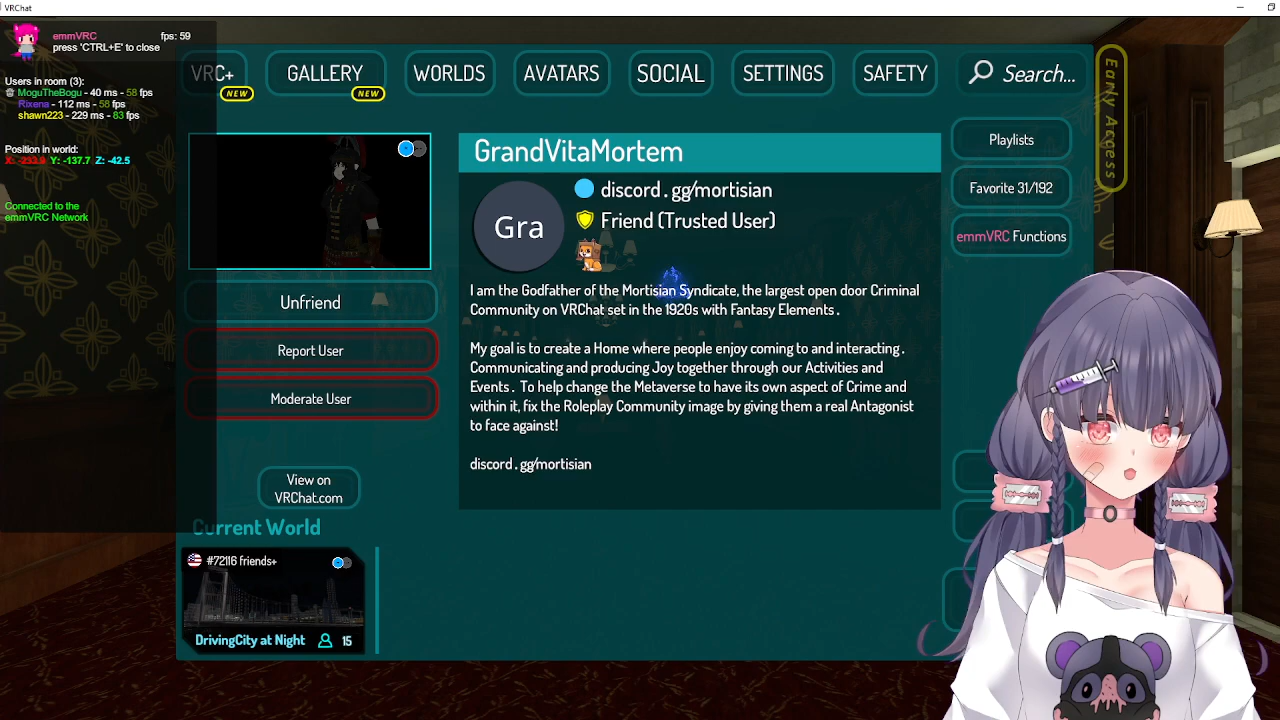 VRChat
emmVRC
fps: 59
press 'CTRL+E' to close
Users in room (3):
MoguTheBogu - 40 ms - 58 fps
Rixena - 112 ms - 58 fps
shawn223 - 229 ms - 83 fps
Position in world:
X: -233.9 Y: -137.7 Z: -42.5
Connected to the
emmVRC Network
VRC+
NEW
GALLERY
NEW
WORLDS
AVATARS
SOCIAL
SETTINGS
SAFETY
Search...
Early Access
GrandVitaMortem
Gra
discord.gg/mortisian
Friend (Trusted User)
I am the Godfather of the Mortisian Syndicate, the largest open door Criminal
Community on VRChat set in the 1920s with Fantasy Elements.
My goal is to create a Home where people enjoy coming to and interacting.
Communicating and producing Joy together through our Activities and
Events. To help change the Metaverse to have its own aspect of Crime and
within it, fix the Roleplay Community image by giving them a real Antagonist
to face against!
discord.gg/mortisian
Playlists
Favorite 31/192
emmVRC Functions
Unfriend
Report User
Moderate User
View on
VRChat.com
Current World
#72116 friends+
DrivingCity at Night
15